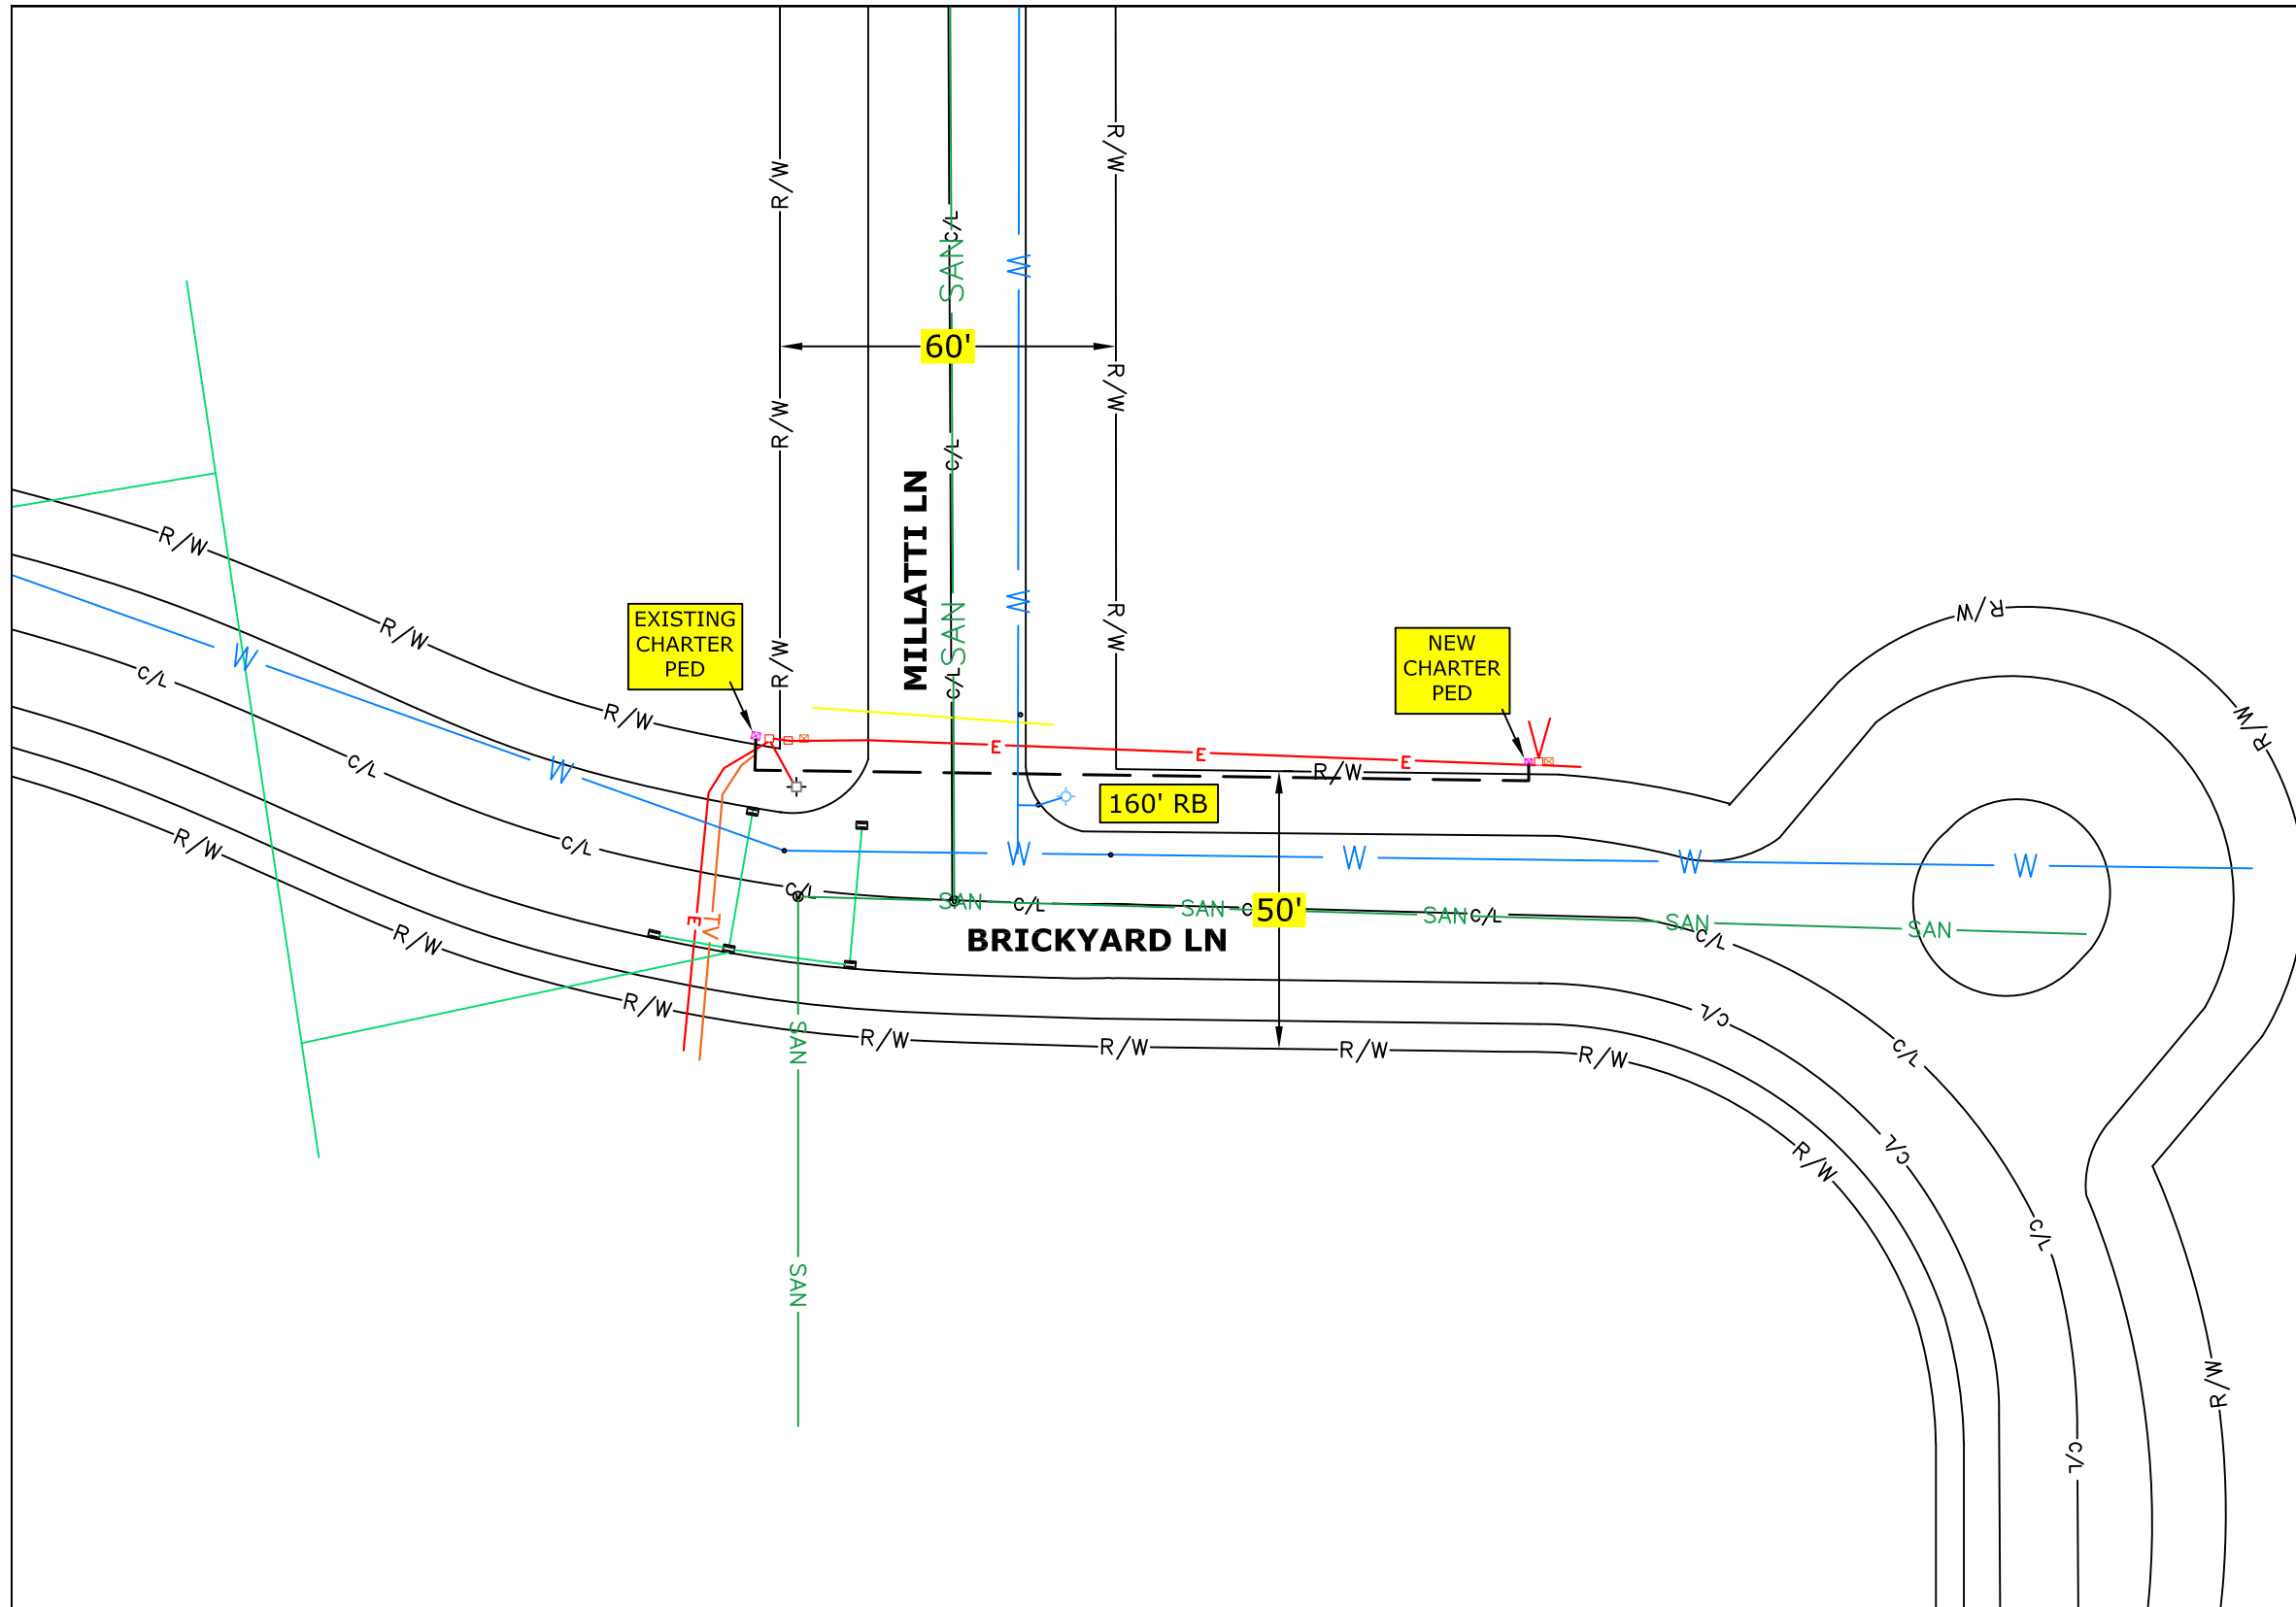 R/W
R/W
C/L
SAN
W
60'
R/W
R/W
C/L
MILLATTI LN
R/W
W
SAN
R/W
R/W
EXISTING
CHARTER
PED
R/W
R/W
C/L
NEW
CHARTER
PED
R/W
R/W
W
C/L
R/W
E
E
E
R/W
W
C/L
160' RB
R/W
C/L
W
W
W
W
C/L
SAN
C/L
SAN
C
50'
SAN
C/L
SAN
C/L
SAN
E
TV
R/W
BRICKYARD LN
R/W
SAN
R/W
R/W
R/W
R/W
C/L
C/L
R/W
C/L
C/L
SAN
R/W
C/L